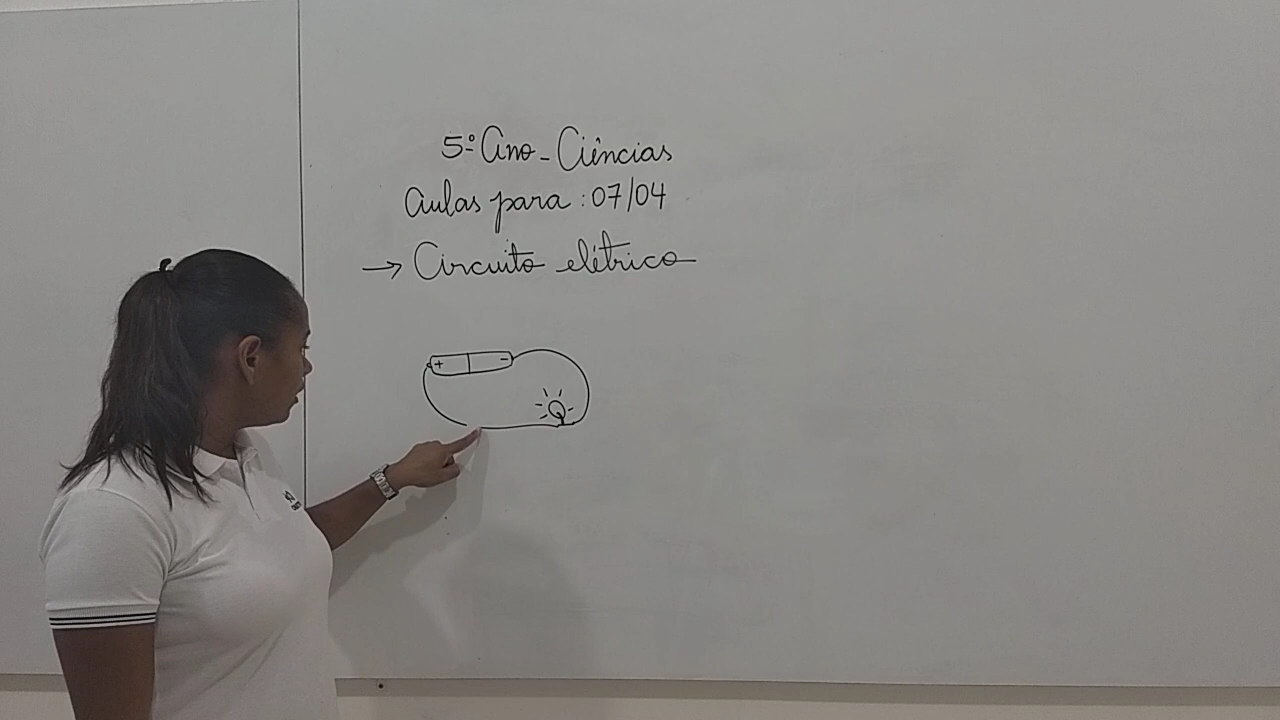 5º Ano - Ciências
Aulas para: 07/04
→ Circuito elétrico
+ -